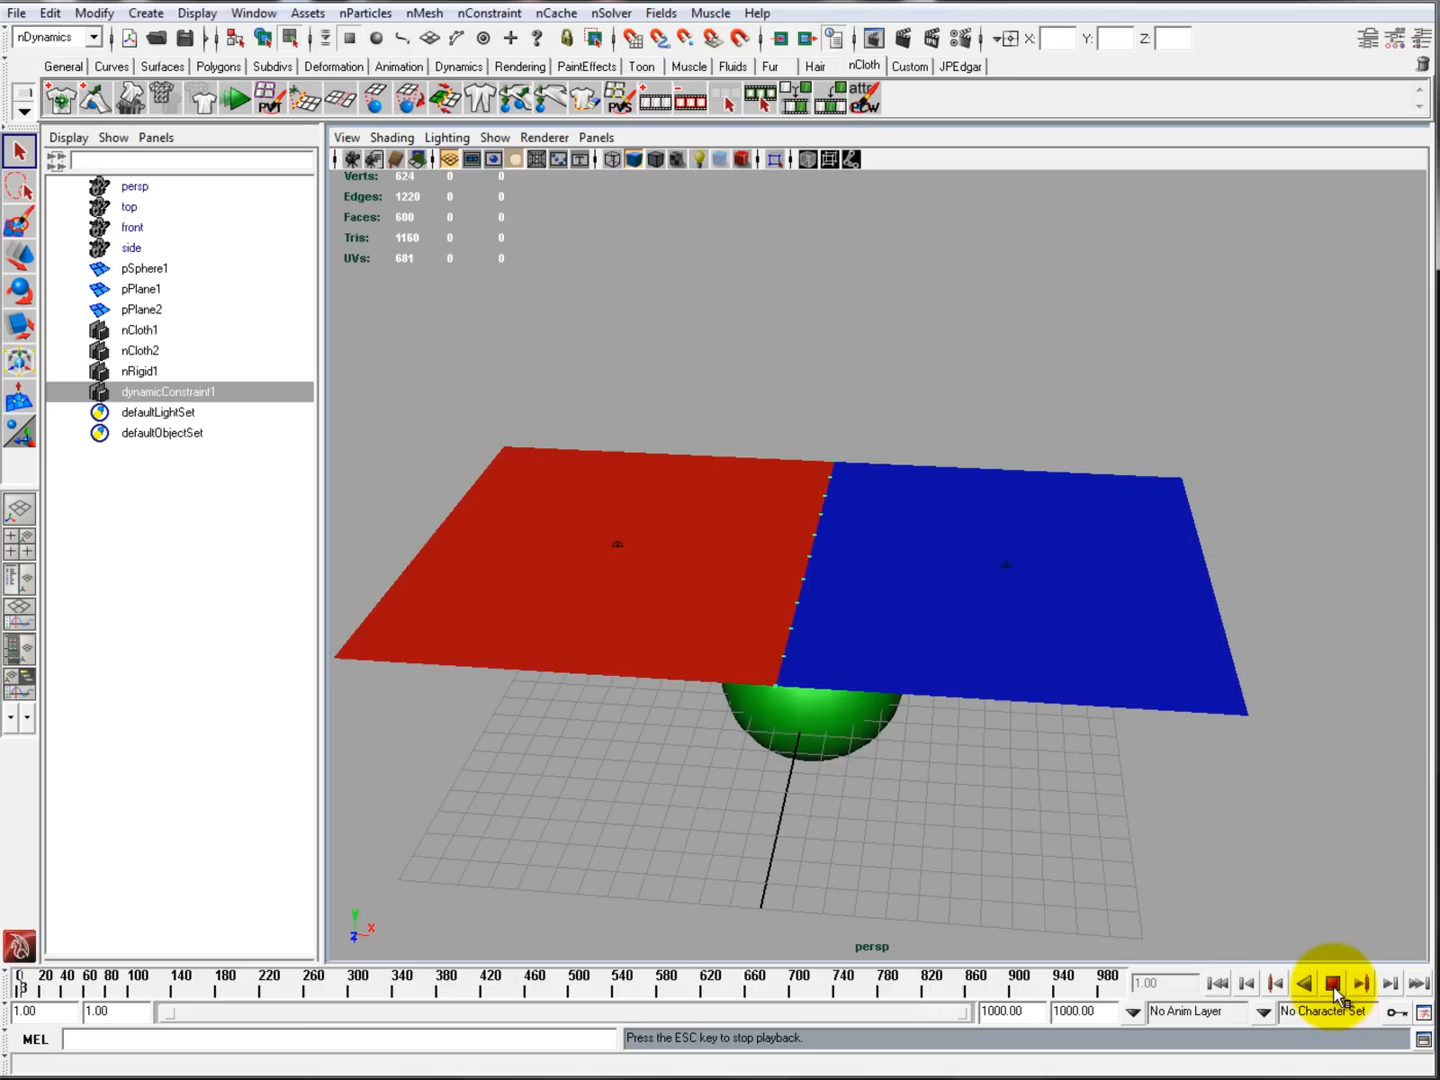 File Edit Modify Create Display Window Assets nParticles nMesh nConstraint nCache nSolver Fields Muscle Help
nDynamics X: Y: Z:
General Curves Surfaces Polygons Subdivs Deformation Animation Dynamics Rendering PaintEffects Toon Muscle Fluids Fur Hair nCloth Custom JPEdgar
PVT PVS attr PCW
Display Show Panels
View Shading Lighting Show Renderer Panels
persp
top
front
side
pSphere1
pPlane1
pPlane2
nCloth1
nCloth2
nRigid1
dynamicConstraint1
defaultLightSet
defaultObjectSet
Verts: 624 0 0
Edges: 1220 0 0
Faces: 600 0 0
Tris: 1160 0 0
UVs: 681 0 0
Y X Z
persp
20 40 60 80 100 140 180 220 260 300 340 380 420 460 500 540 580 620 660 700 740 780 820 860 900 940 980 1.00
3
1.00 1.00 1000.00 1000.00 No Anim Layer No Character Set
MEL Press the ESC key to stop playback.